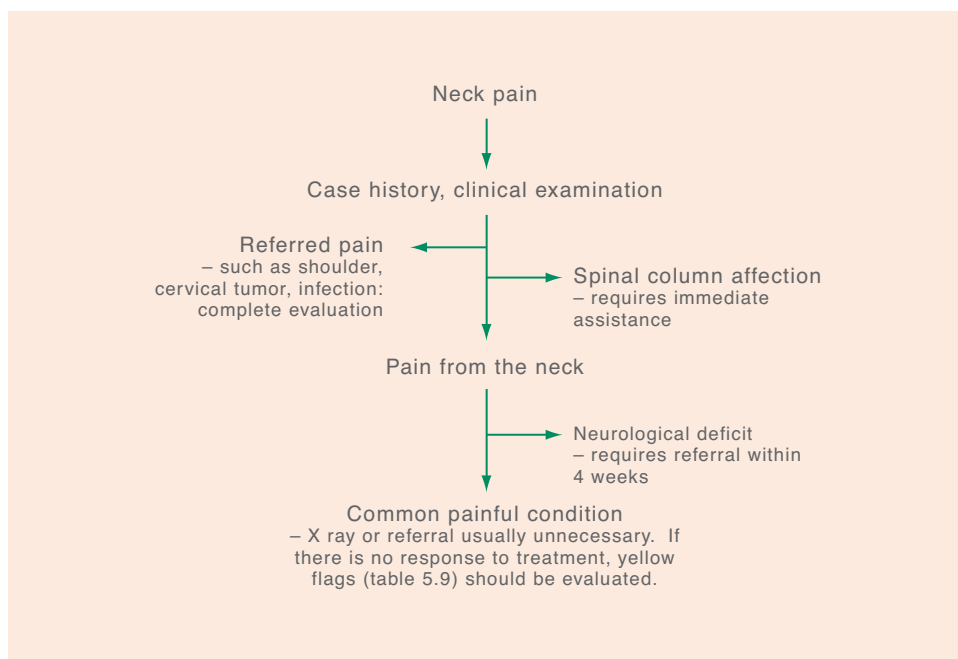 Neck pain
Case history, clinical examination
Referred pain
– such as shoulder,
cervical tumor, infection:
complete evaluation
Spinal column affection
– requires immediate
assistance
Pain from the neck
Neurological deficit
– requires referral within
4 weeks
Common painful condition
– X ray or referral usually unnecessary. If
there is no response to treatment, yellow
flags (table 5.9) should be evaluated.